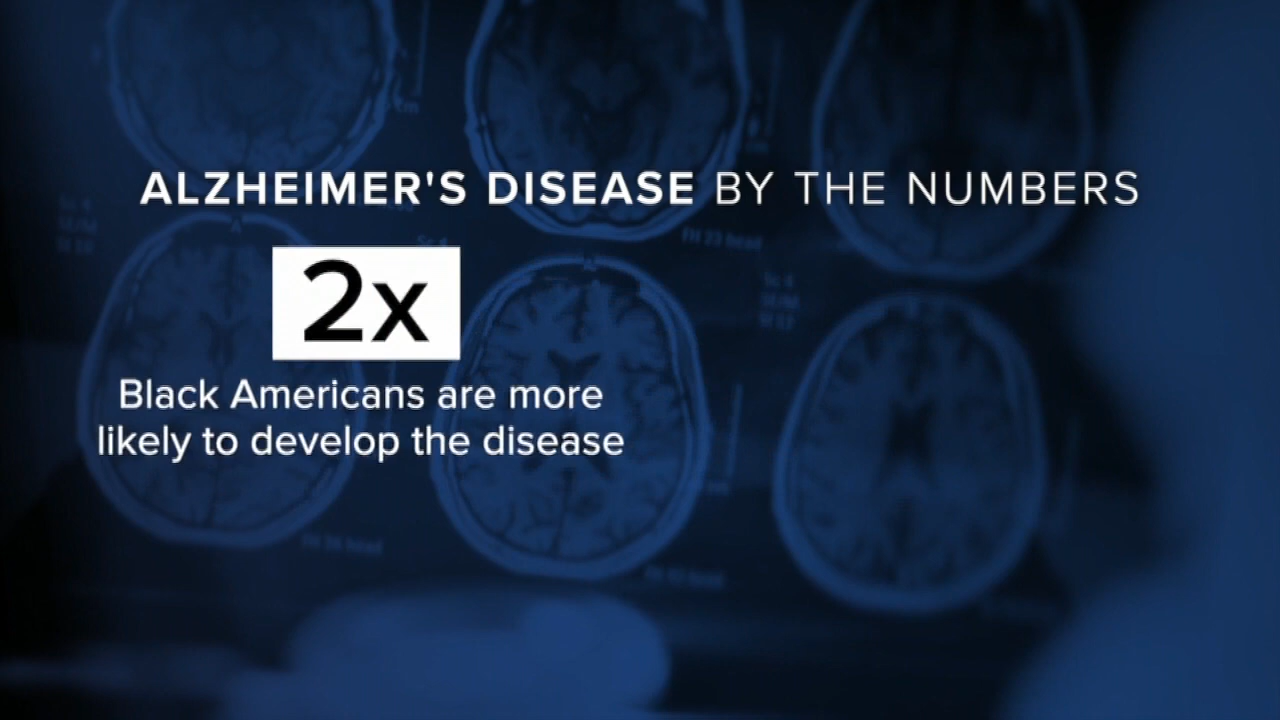 ALZHEIMER'S DISEASE BY THE NUMBERS
2x
Black Americans are more
likely to develop the disease